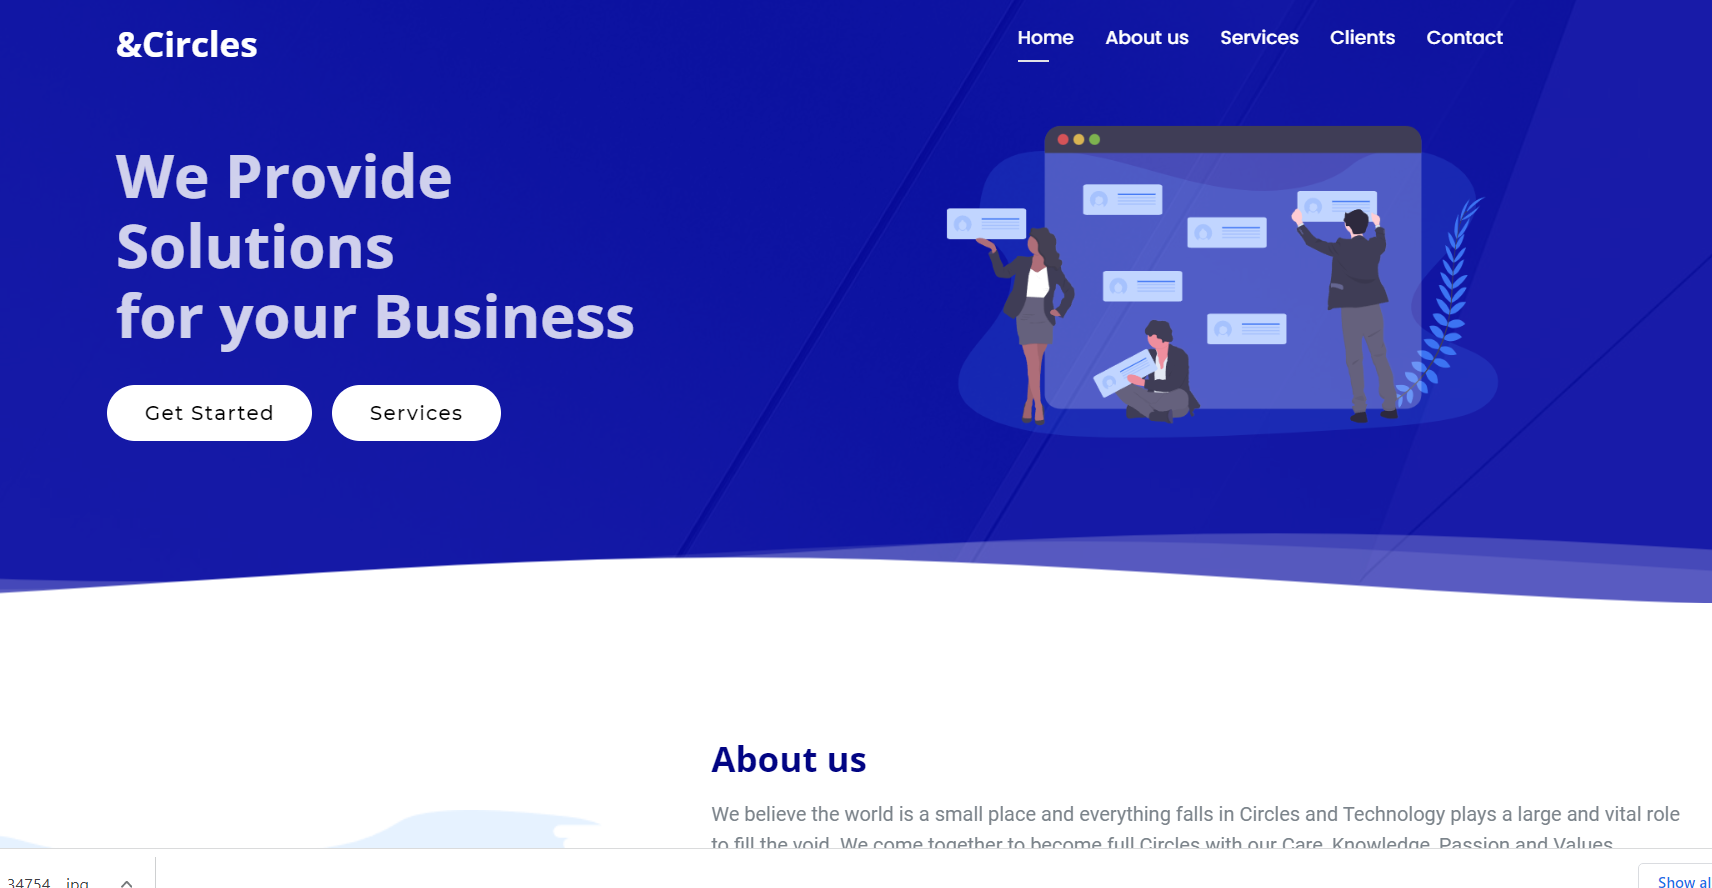 &Circles
Home About us Services Clients Contact
We Provide
Solutions
for your Business
Get Started Services
About us
We believe the world is a small place and everything falls in Circles and Technology plays a large and vital role
to fill the void. We come together to become full Circles with our Care, Knowledge, Passion and Values.
34754_.jpg
Show al